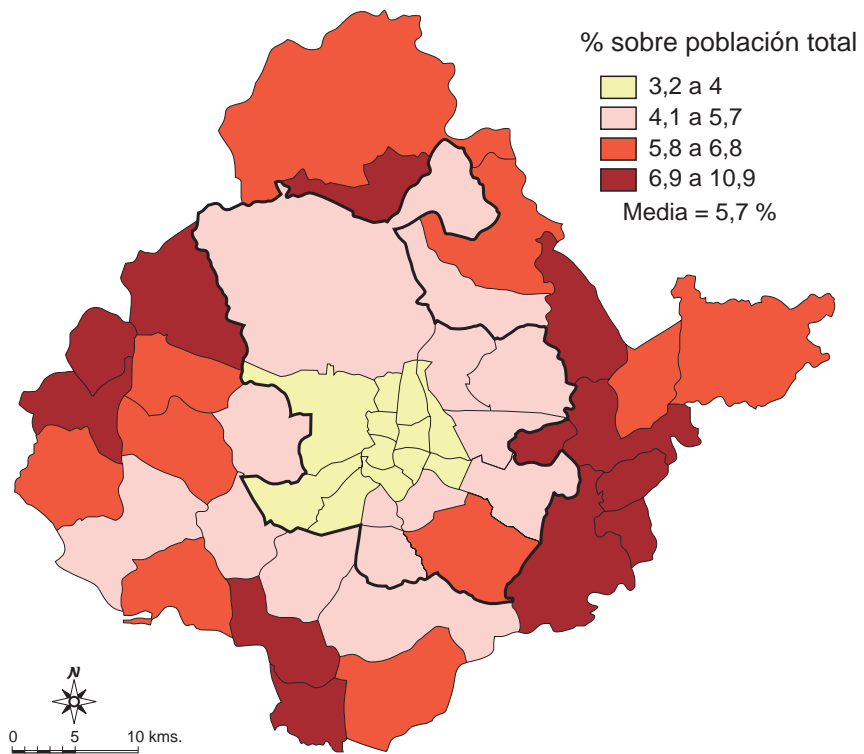 % sobre población total
3,2 a 4
4,1 a 5,7
5,8 a 6,8
6,9 a 10,9
Media = 5,7 %
N
0 5 10 kms.